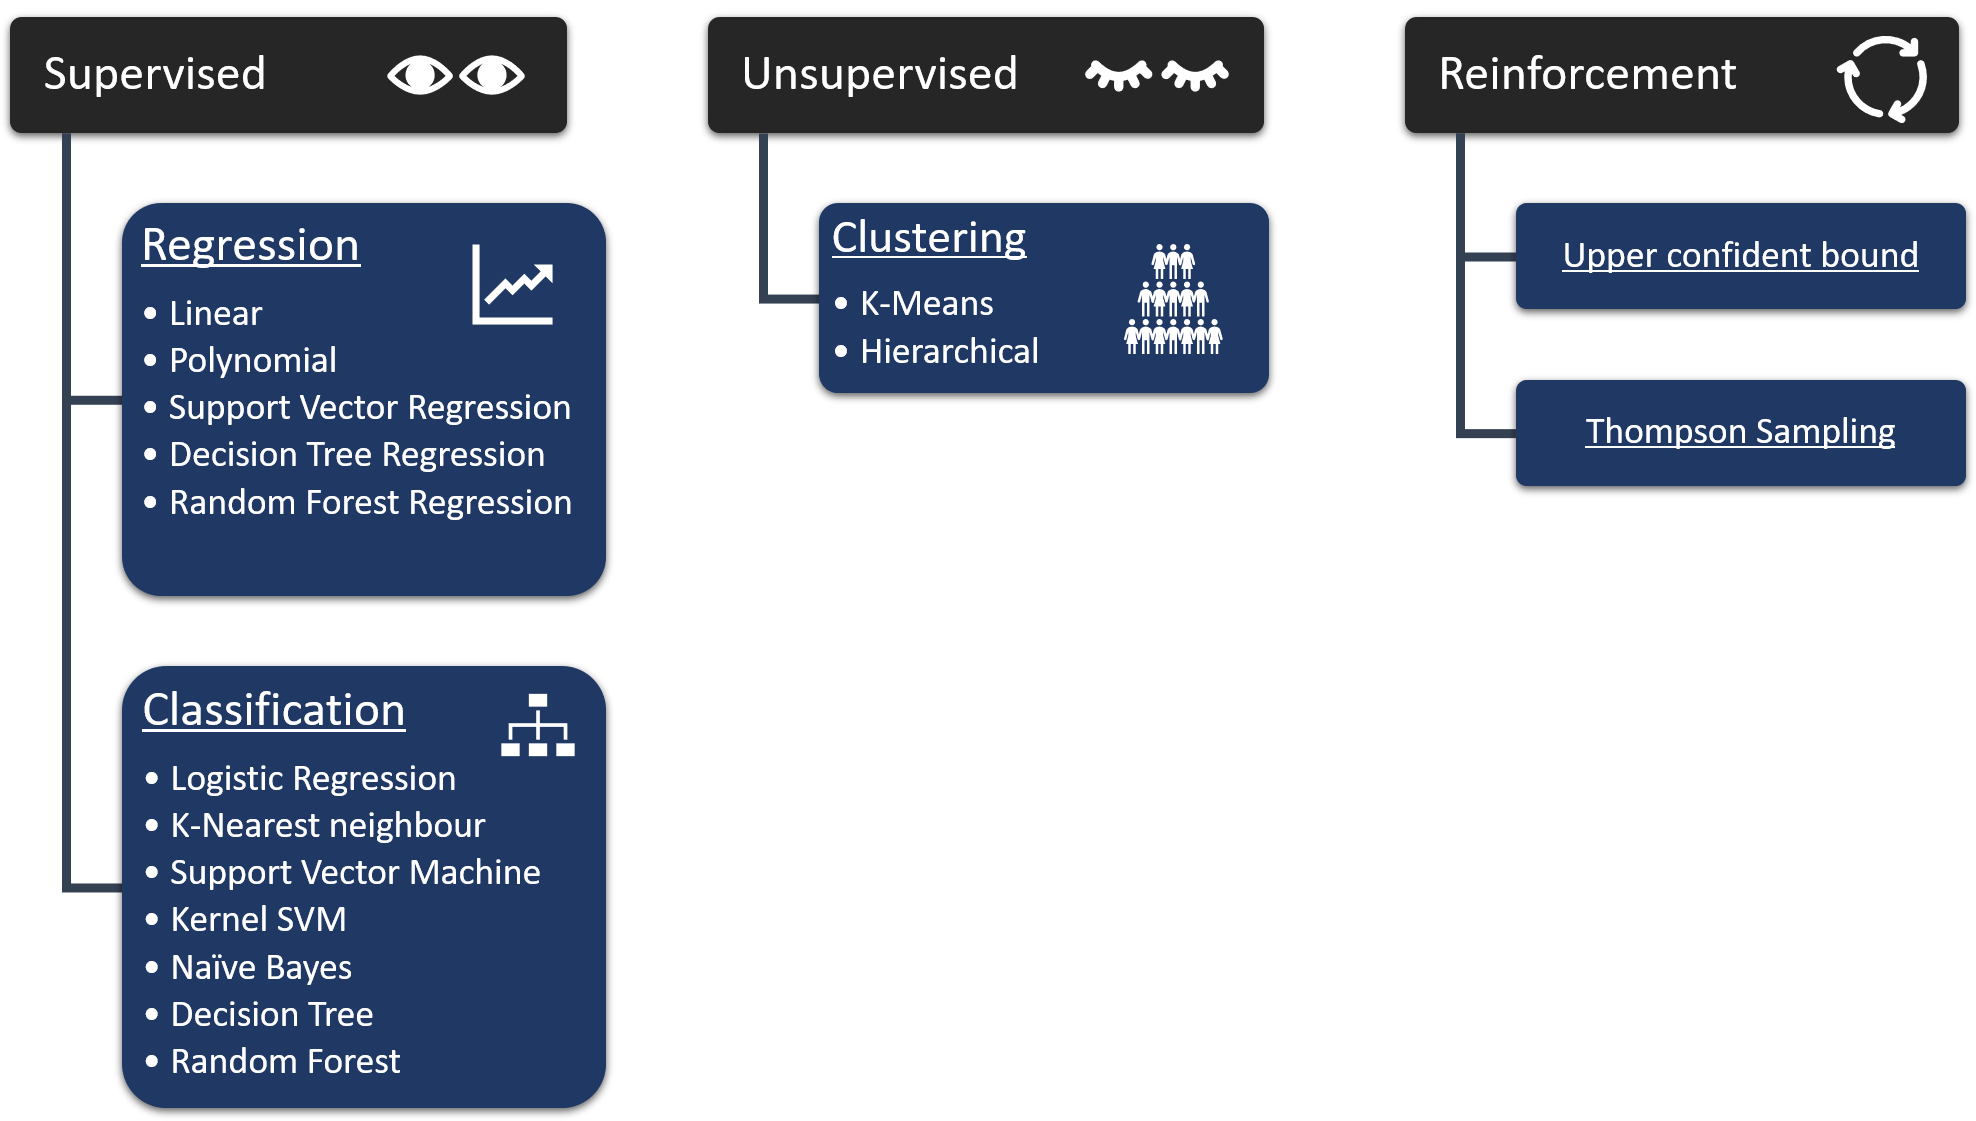 Supervised
Regression
• Linear
• Polynomial
• Support Vector Regression
• Decision Tree Regression
• Random Forest Regression
Classification
• Logistic Regression
• K-Nearest neighbour
• Support Vector Machine
• Kernel SVM
• Naïve Bayes
• Decision Tree
• Random Forest
Unsupervised
Clustering
• K-Means
• Hierarchical
Reinforcement
Upper confident bound
Thompson Sampling